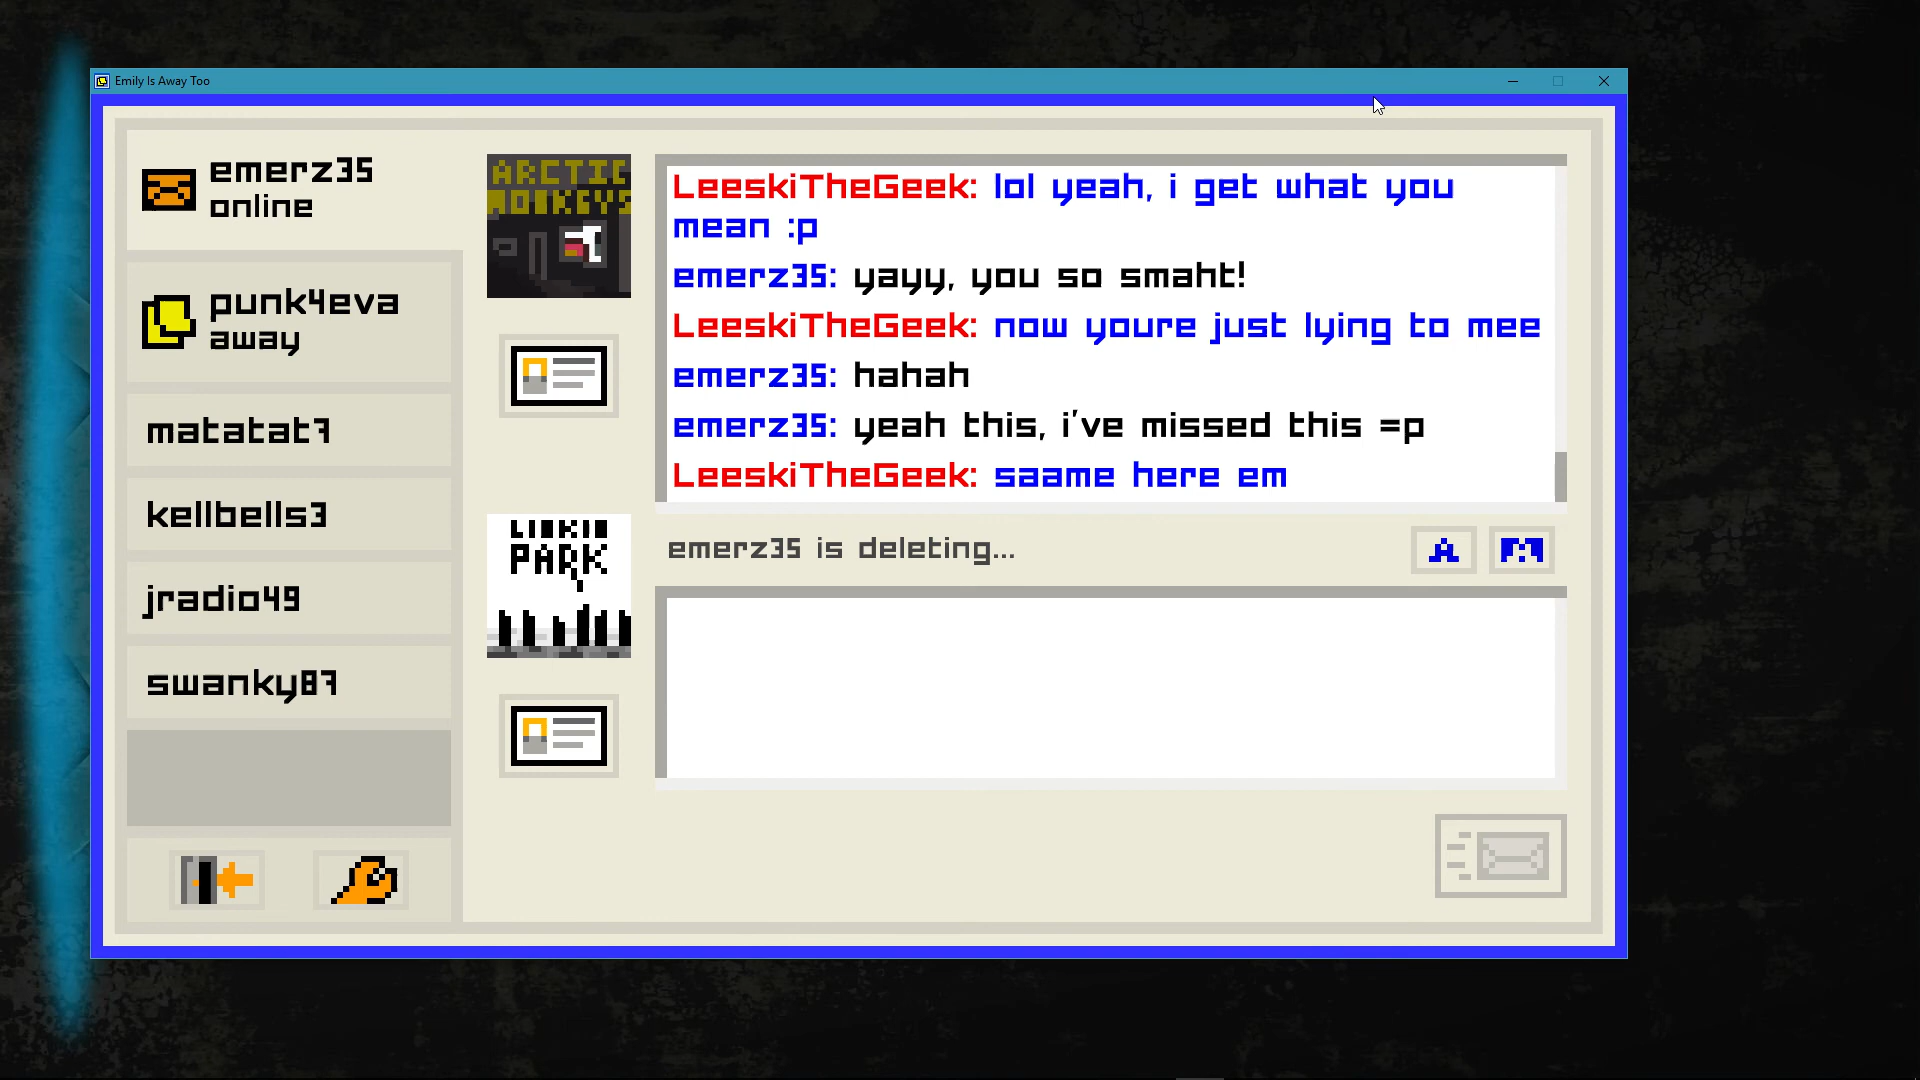 Emily Is Away Too
emerz35
online
punk4eva
away
matatat7
kellbells3
jradio49
swanky87
ARCTIC
MONKEYS
LINKIN
PARK
LeeskiTheGeek: lol yeah, i get what you
mean :p
emerz35: yayy, you so smaht!
LeeskiTheGeek: now youre just lying to mee
emerz35: hahah
emerz35: yeah this, i've missed this =p
LeeskiTheGeek: saame here em
emerz35 is deleting...
A